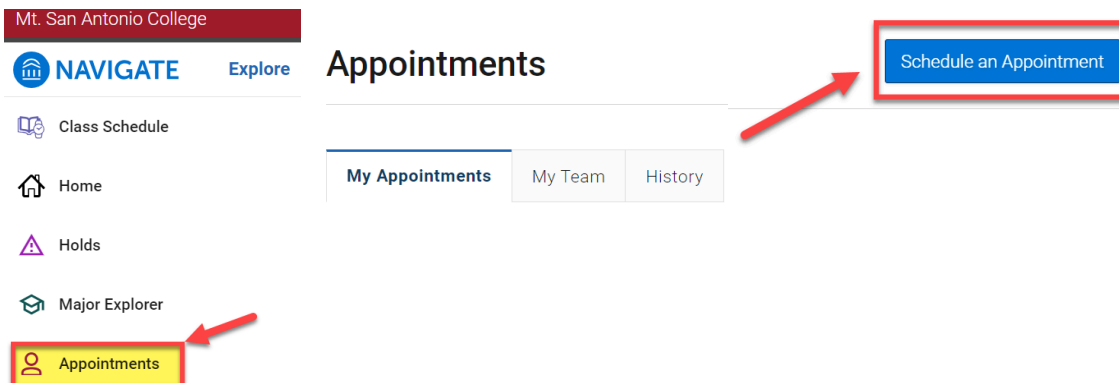 Mt. San Antonio College
NAVIGATE Explore
Class Schedule
Home
Holds
Major Explorer
Appointments
Appointments
Schedule an Appointment
My Appointments My Team History